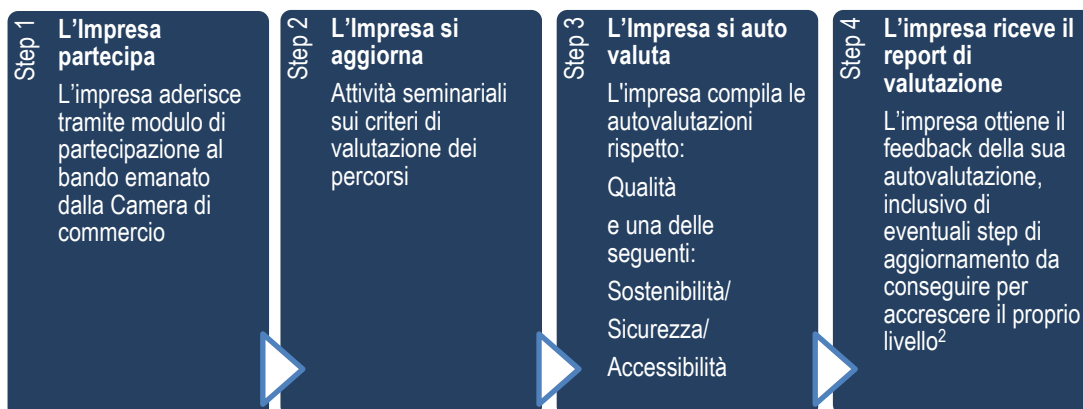 Step 1
L’Impresa
partecipa
L’impresa aderisce
tramite modulo di
partecipazione al
bando emanato
dalla Camera di
commercio
Step 2
L’Impresa si
aggiorna
Attività seminariali
sui criteri di
valutazione dei
percorsi
Step 3
L’Impresa si auto
valuta
L'impresa compila le
autovalutazioni
rispetto:
Qualità
e una delle
seguenti:
Sostenibilità/
Sicurezza/
Accessibilità
Step 4
L’impresa riceve il
report di
valutazione
L’impresa ottiene il
feedback della sua
autovalutazione,
inclusivo di
eventuali step di
aggiornamento da
conseguire per
accrescere il proprio
livello²